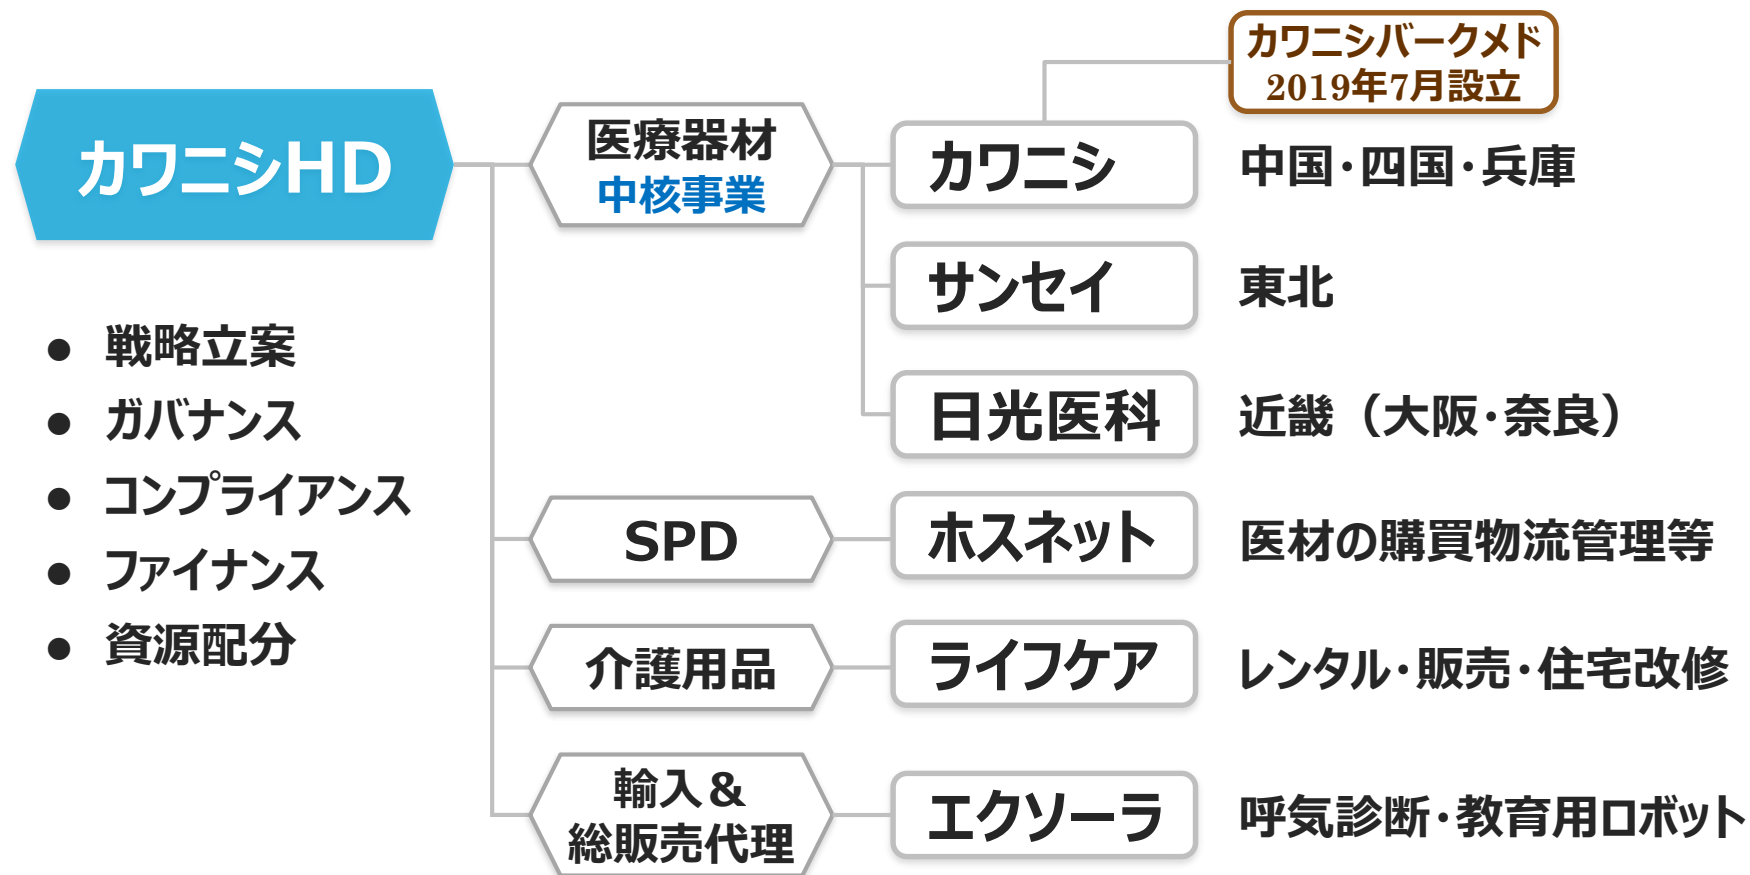 カワニシバークメド
2019年7月設立
カワニシHD
医療器材
中核事業
カワニシ
中国・四国・兵庫
サンセイ
東北
日光医科
近畿（大阪・奈良）
● 戦略立案
● ガバナンス
● コンプライアンス
● ファイナンス
● 資源配分
SPD
ホスネット
医材の購買物流管理等
介護用品
ライフケア
レンタル・販売・住宅改修
輸入＆
総販売代理
エクソーラ
呼気診断・教育用ロボット